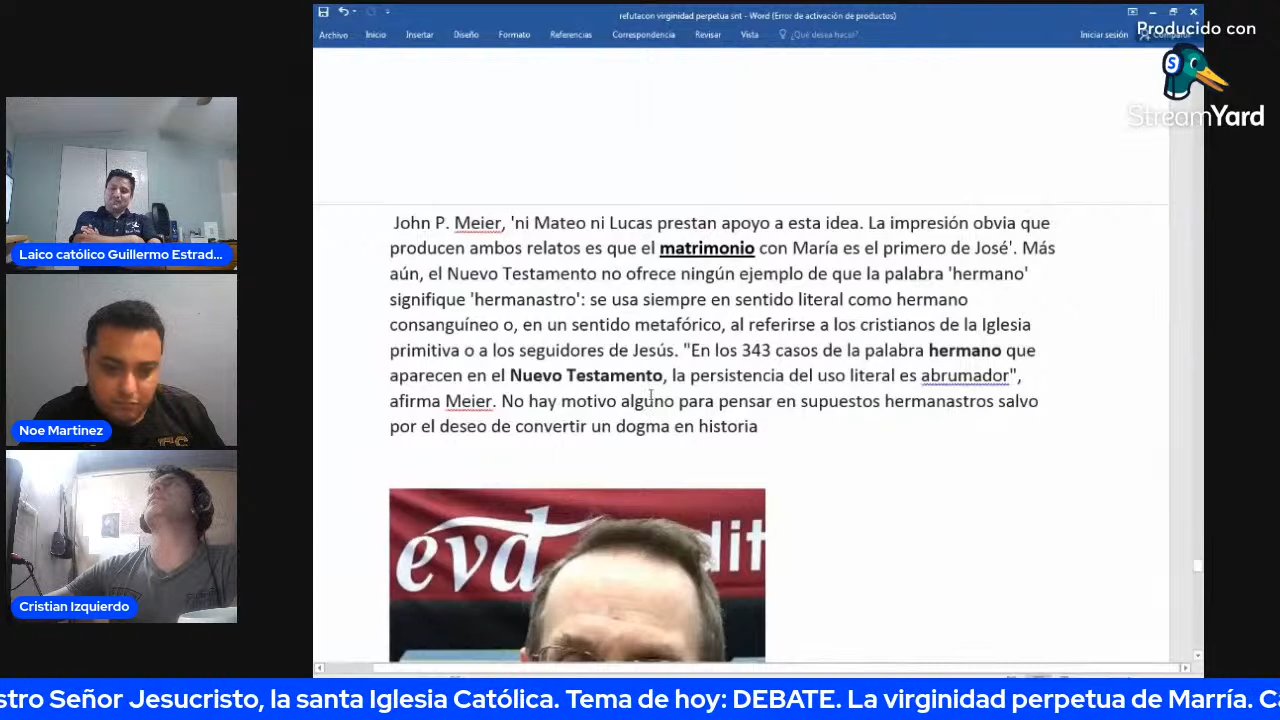 refutacon virginidad perpetua snt - Word (Error de activación de productos)
Archivo Inicio Insertar Diseño Formato Referencias Correspondencia Revisar Vista ¿Qué desea hacer? Iniciar sesión Compartir
Producido con
StreamYard
Laico católico Guillermo Estrad...
Noe Martinez
Cristian Izquierdo
John P. Meier, 'ni Mateo ni Lucas prestan apoyo a esta idea. La impresión obvia que
producen ambos relatos es que el matrimonio con María es el primero de José'. Más
aún, el Nuevo Testamento no ofrece ningún ejemplo de que la palabra 'hermano'
signifique 'hermanastro': se usa siempre en sentido literal como hermano
consanguíneo o, en un sentido metafórico, al referirse a los cristianos de la Iglesia
primitiva o a los seguidores de Jesús. "En los 343 casos de la palabra hermano que
aparecen en el Nuevo Testamento, la persistencia del uso literal es abrumador",
afirma Meier. No hay motivo alguno para pensar en supuestos hermanastros salvo
por el deseo de convertir un dogma en historia
evd dit
stro Señor Jesucristo, la santa Iglesia Católica. Tema de hoy: DEBATE. La virginidad perpetua de Marría. Ca